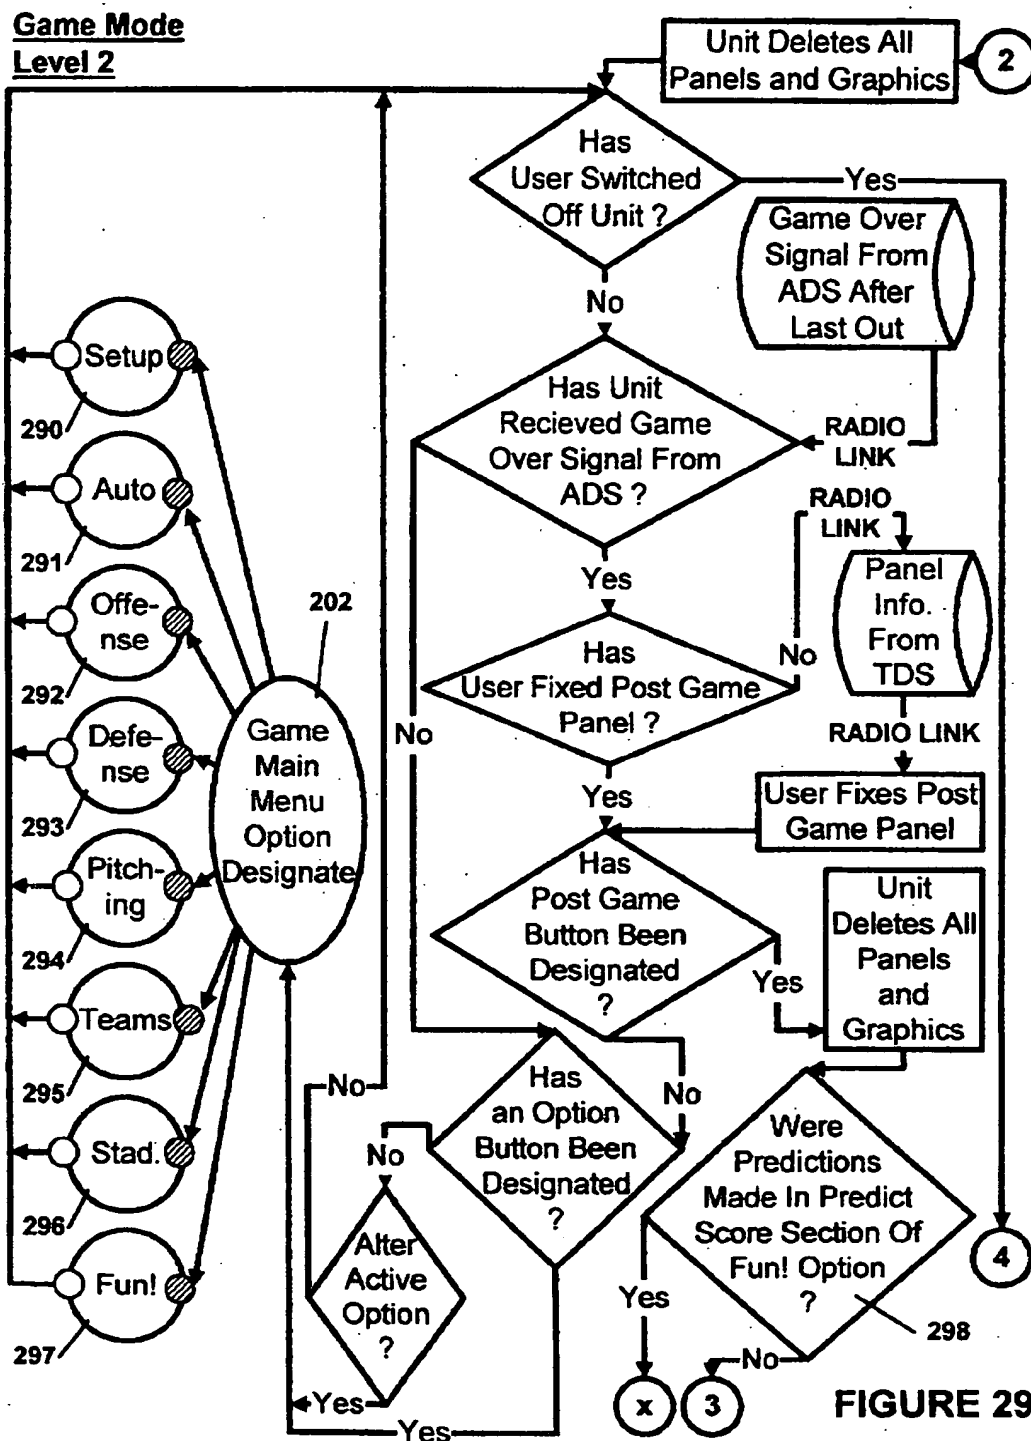 Game Mode
Level 2
Unit Deletes All
Panels and Graphics
2
Has
User Switched
Off Unit ?
Yes
No
Game Over
Signal From
ADS After
Last Out
RADIO
LINK
Has Unit
Recieved Game
Over Signal From
ADS ?
No
Yes
RADIO
LINK
Panel
Info.
From
TDS
RADIO LINK
Has
User Fixed Post Game
Panel ?
No
Yes
User Fixes Post
Game Panel
Has
Post Game
Button Been
Designated
?
Yes
No
Unit
Deletes All
Panels
and
Graphics
Has
an Option
Button Been
Designated
?
No
Yes
Alter
Active
Option
?
No
Yes
Were
Predictions
Made In Predict
Score Section Of
Fun! Option
?
298
Yes
No
x
3
4
Setup
290
Auto
291
Offe-
nse
292
Defe-
nse
293
Pitch-
ing
294
Teams
295
Stad.
296
Fun!
297
202
Game
Main
Menu
Option
Designate
FIGURE 29